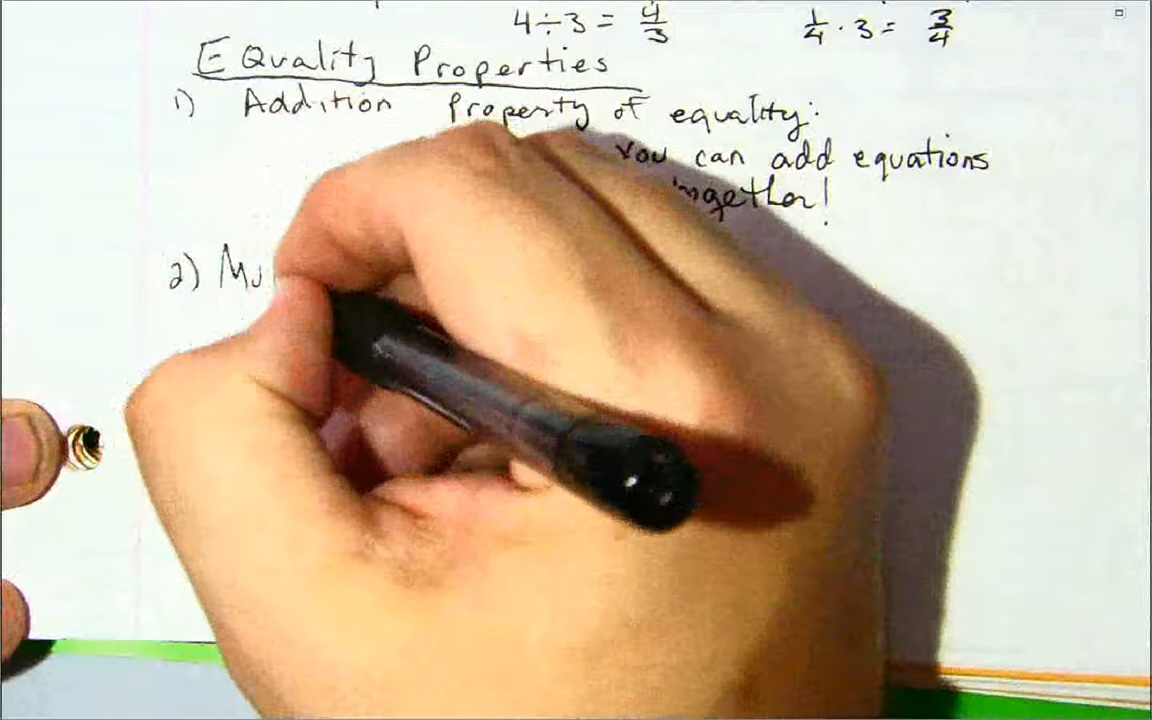 4÷3 = 4/3 1/4 · 3 = 3/4
EQuality Properties
1) Addition Property of equality:
You can add equations
together!
2) Mu